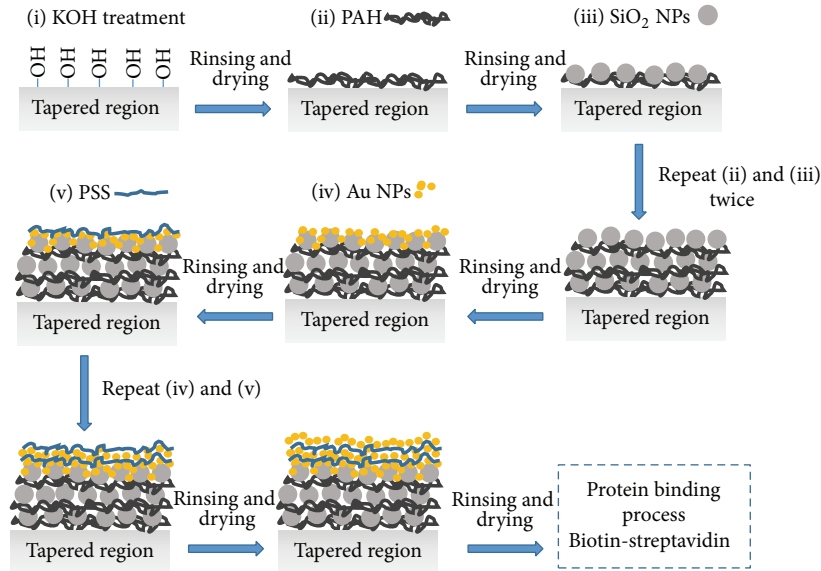 (i) KOH treatment
OH OH OH OH OH
Tapered region
Rinsing and
drying
(ii) PAH
Tapered region
Rinsing and
drying
(iii) SiO₂ NPs
Tapered region
Repeat (ii) and (iii)
twice
Tapered region
Rinsing and
drying
(iv) Au NPs
Tapered region
Rinsing and
drying
(v) PSS
Tapered region
Repeat (iv) and (v)
Tapered region
Rinsing and
drying
Tapered region
Rinsing and
drying
Protein binding
process
Biotin-streptavidin